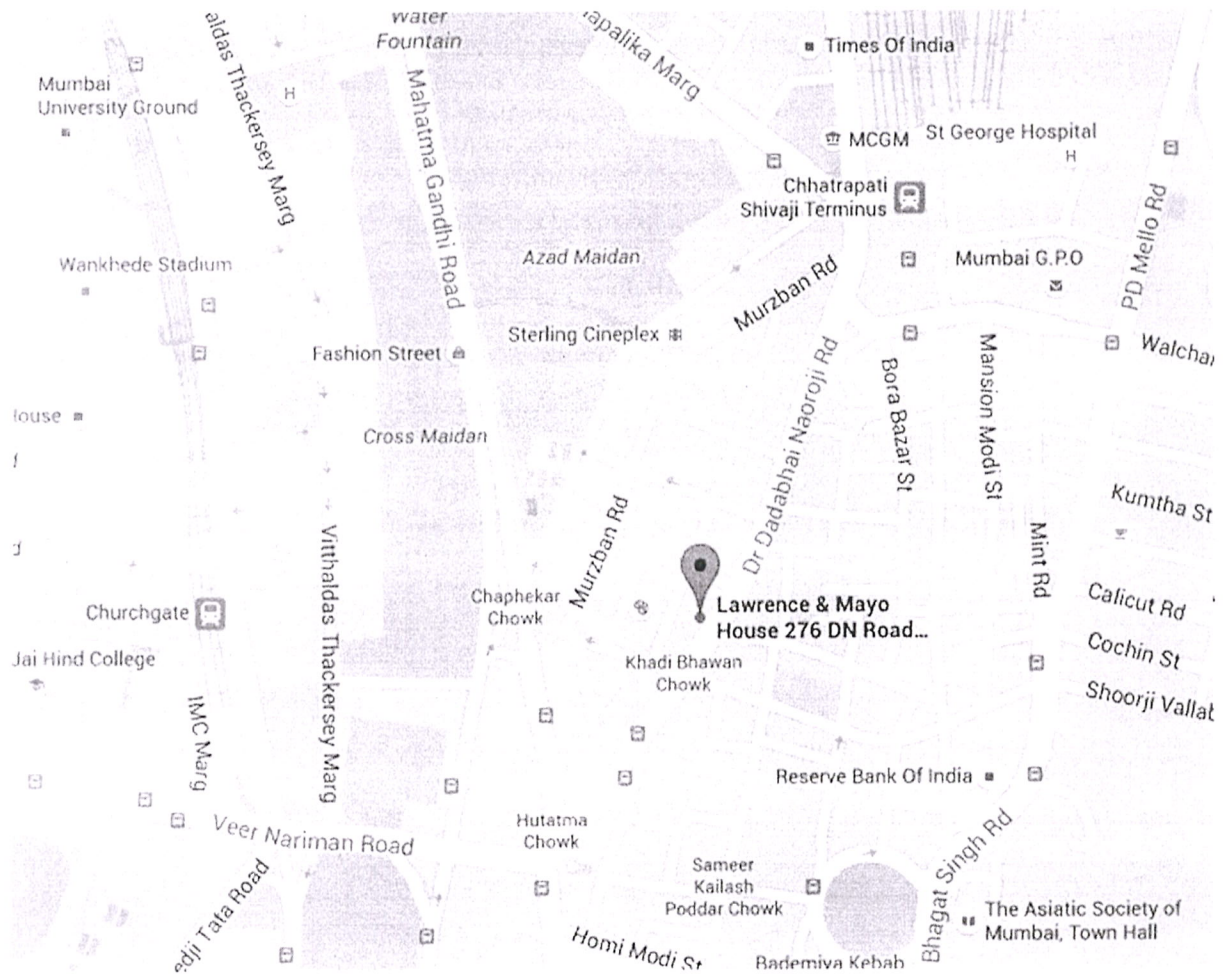 Water
Fountain
apalika Marg
aldas Thackersey Marg
Times Of India
Mumbai
University Ground
H
Mahatma Gandhi Road
MCGM
St George Hospital
H
Chhatrapati
Shivaji Terminus
PD Mello Rd
Wankhede Stadium
Azad Maidan
Murzban Rd
Mumbai G.P.O
Sterling Cineplex
Fashion Street
Dr Dadabhai Naoroji Rd
Bora Bazar St
Mansion Modi St
Walchar
louse
Cross Maidan
Murzban Rd
Kumtha St
Mint Rd
Vitthaldas Thackersey Marg
Churchgate
Chaphekar
Chowk
Lawrence & Mayo
House 276 DN Road...
Calicut Rd
Cochin St
Jai Hind College
Khadi Bhawan
Chowk
Shoorji Vallab
IMC Marg
Reserve Bank Of India
Veer Nariman Road
Hutatma
Chowk
Bhagat Singh Rd
edji Tata Road
Sameer
Kailash
Poddar Chowk
The Asiatic Society of
Mumbai, Town Hall
Homi Modi St
Bademiya Kebab